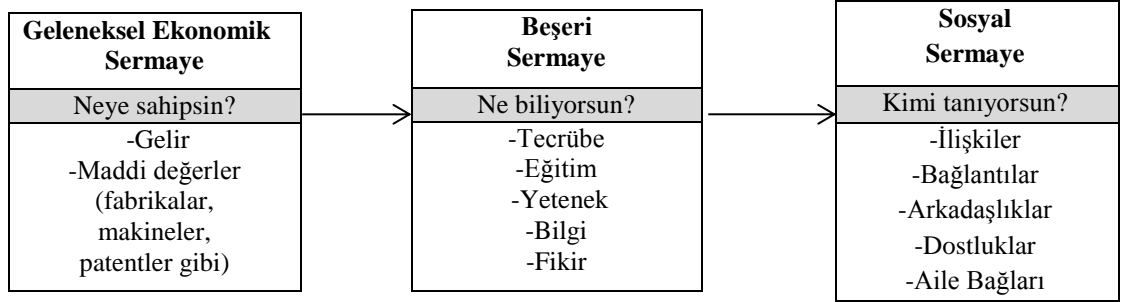 Geleneksel Ekonomik
Sermaye
Neye sahipsin?
-Gelir
-Maddi değerler
(fabrikalar,
makineler,
patentler gibi)
Beşeri
Sermaye
Ne biliyorsun?
-Tecrübe
-Eğitim
-Yetenek
-Bilgi
-Fikir
Sosyal
Sermaye
Kimi tanıyorsun?
-İlişkiler
-Bağlantılar
-Arkadaşlıklar
-Dostluklar
-Aile Bağları